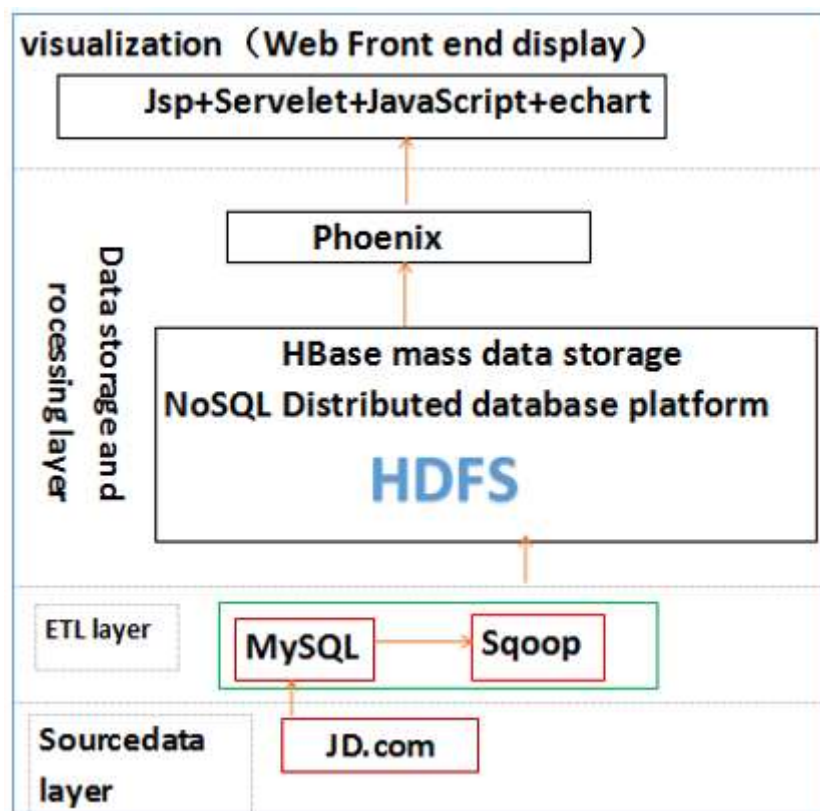 visualization（Web Front end display）
Jsp+Servelet+JavaScript+echart
Phoenix
Data storage and
rocessing layer
HBase mass data storage
NoSQL Distributed database platform
HDFS
ETL layer
MySQL
Sqoop
Sourcedata
layer
JD.com